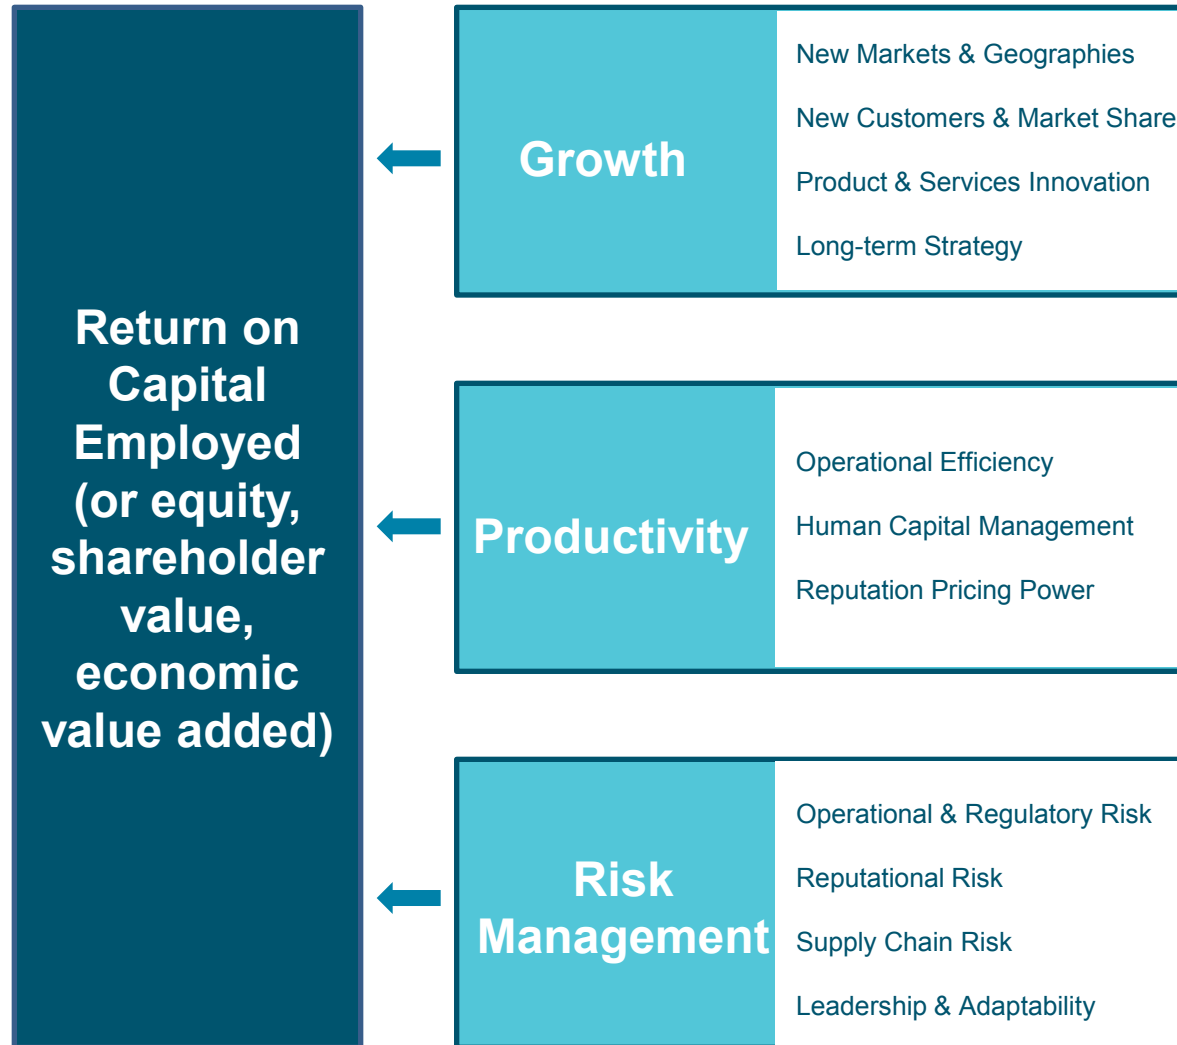 Return on
Capital
Employed
(or equity,
shareholder
value,
economic
value added)
Growth
New Markets & Geographies
New Customers & Market Share
Product & Services Innovation
Long-term Strategy
Productivity
Operational Efficiency
Human Capital Management
Reputation Pricing Power
Risk
Management
Operational & Regulatory Risk
Reputational Risk
Supply Chain Risk
Leadership & Adaptability